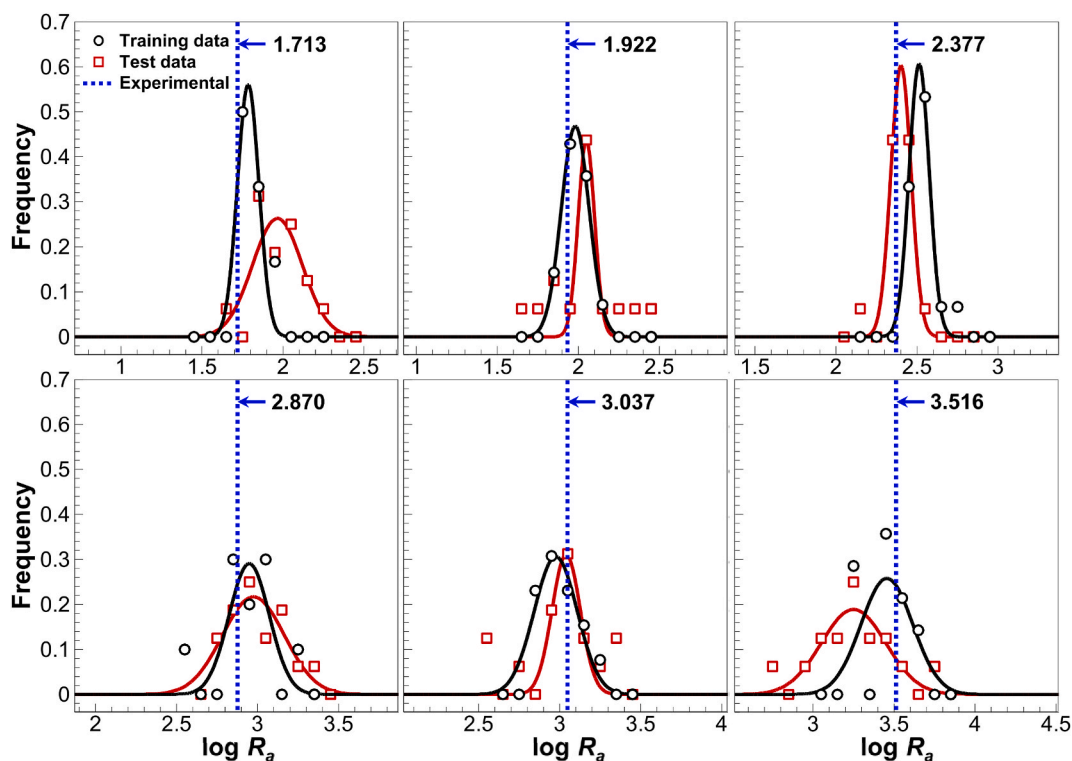 0.7
0.6
0.5
0.4
0.3
0.2
0.1
0
Frequency
Training data
Test data
Experimental
1.713
1.922
2.377
1 1.5 2 2.5
1 1.5 2 2.5
1.5 2 2.5 3
0.7
0.6
0.5
0.4
0.3
0.2
0.1
0
Frequency
2.870
3.037
3.516
2 2.5 3 3.5
2.5 3 3.5 4
3 3.5 4 4.5
log Ra
log Ra
log Ra